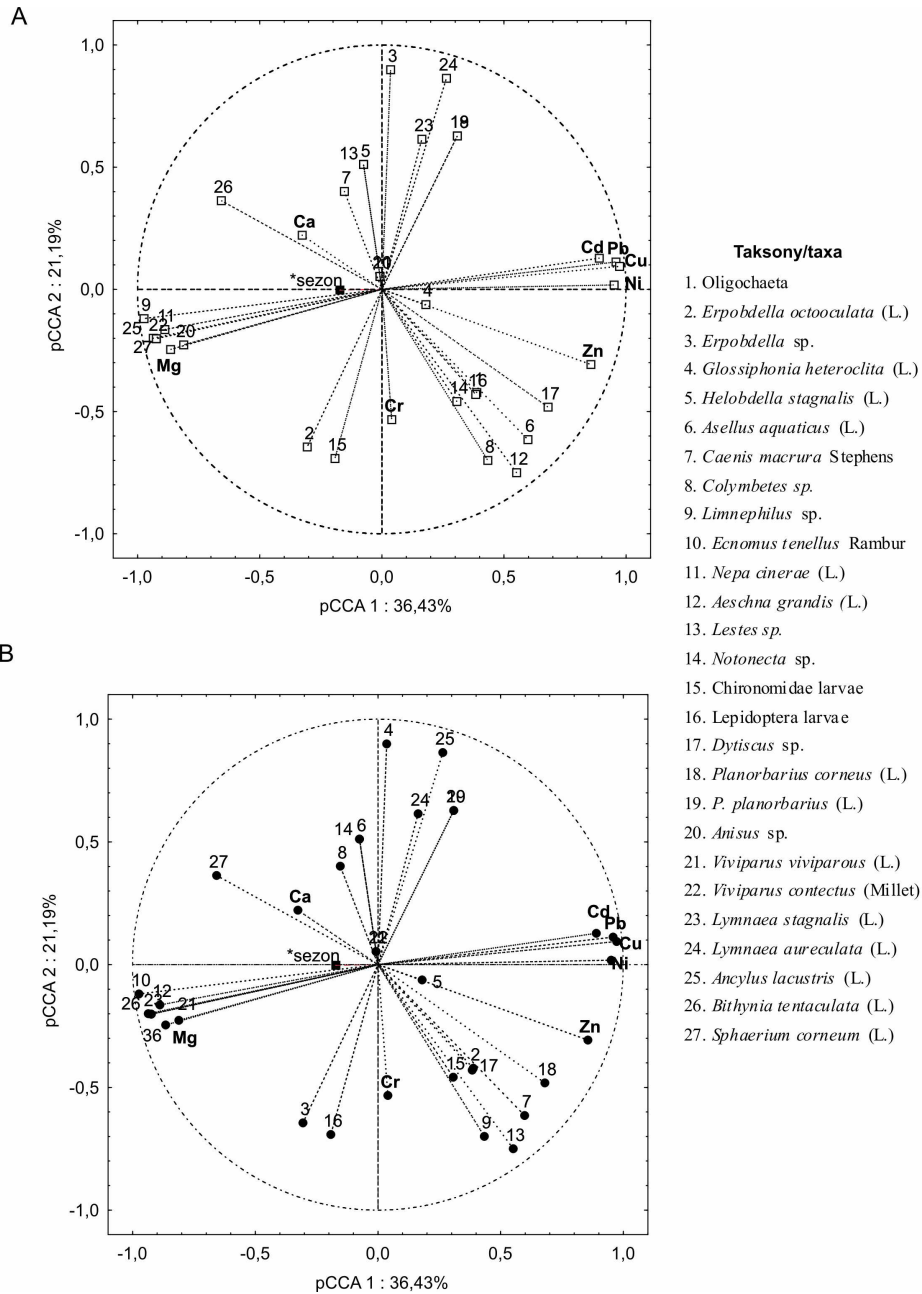 A
1,0
0,5
0,0
-0,5
-1,0
pCCA 2 : 21,19%
3
24
23
18
13 5
7
26
Ca
20
*sezon
Cd Pb
Cu
Ni
4
9
11
25 22 20
27
Mg
Zn
Cr
14 16
17
2
15
8
6
12
-1,0 -0,5 0,0 0,5 1,0
pCCA 1 : 36,43%
Taksony/taxa
1. Oligochaeta
2. Erpobdella octooculata (L.)
3. Erpobdella sp.
4. Glossiphonia heteroclita (L.)
5. Helobdella stagnalis (L.)
6. Asellus aquaticus (L.)
7. Caenis macrura Stephens
8. Colymbetes sp.
9. Limnephilus sp.
10. Ecnomus tenellus Rambur
11. Nepa cinerae (L.)
12. Aeschna grandis (L.)
13. Lestes sp.
14. Notonecta sp.
15. Chironomidae larvae
16. Lepidoptera larvae
17. Dytiscus sp.
18. Planorbarius corneus (L.)
19. P. planorbarius (L.)
20. Anisus sp.
21. Viviparus viviparous (L.)
22. Viviparus contectus (Millet)
23. Lymnaea stagnalis (L.)
24. Lymnaea aureculata (L.)
25. Ancylus lacustris (L.)
26. Bithynia tentaculata (L.)
27. Sphaerium corneum (L.)
B
1,0
0,5
0,0
-0,5
-1,0
pCCA 2 : 21,19%
4
25
24
14 6
8
27
Ca
*sezon
Cd
Pb
Cu
Ni
5
10
12
26 21
36 Mg
Zn
Cr
15 2
17
18
3
16
9
7
13
-1,0 -0,5 0,0 0,5 1,0
pCCA 1 : 36,43%